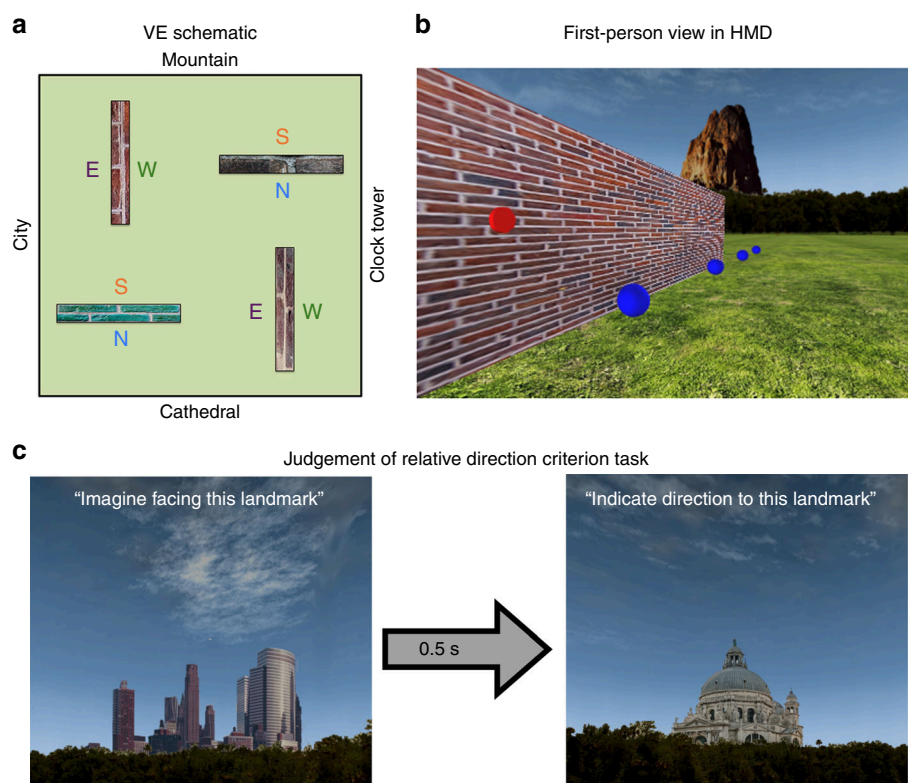 a
VE schematic
Mountain
City
Clock tower
E
W
S
N
S
N
E
W
Cathedral
b
First-person view in HMD
c
Judgement of relative direction criterion task
“Imagine facing this landmark”
0.5 s
“Indicate direction to this landmark”